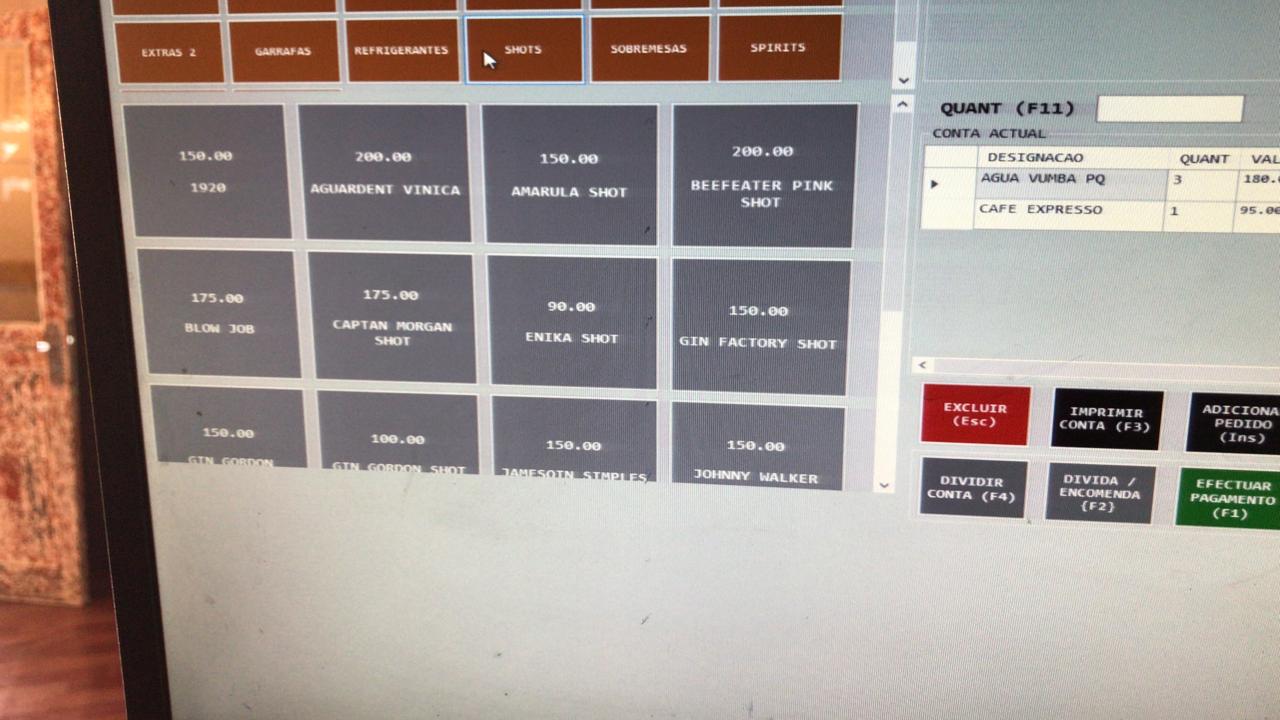 EXTRAS 2
GARRAFAS
REFRIGERANTES
SHOTS
SOBREMESAS
SPIRITS
150.00
1920
200.00
AGUARDENT VINICA
150.00
AMARULA SHOT
200.00
BEEFEATER PINK
SHOT
175.00
BLOW JOB
175.00
CAPTAN MORGAN
SHOT
90.00
ENIKA SHOT
150.00
GIN FACTORY SHOT
150.00
GIN GORDON
100.00
GIN GORDON SHOT
150.00
JAMESOIN SIMPLES
150.00
JOHNNY WALKER
QUANT (F11)
CONTA ACTUAL
DESIGNACAO QUANT VAL
AGUA VUMBA PQ 3 180.0
CAFE EXPRESSO 1 95.00
EXCLUIR
(Esc)
IMPRIMIR
CONTA (F3)
ADICIONA
PEDIDO
(Ins)
DIVIDIR
CONTA (F4)
DIVIDA /
ENCOMENDA
{F2}
EFECTUAR
PAGAMENTO
(F1)